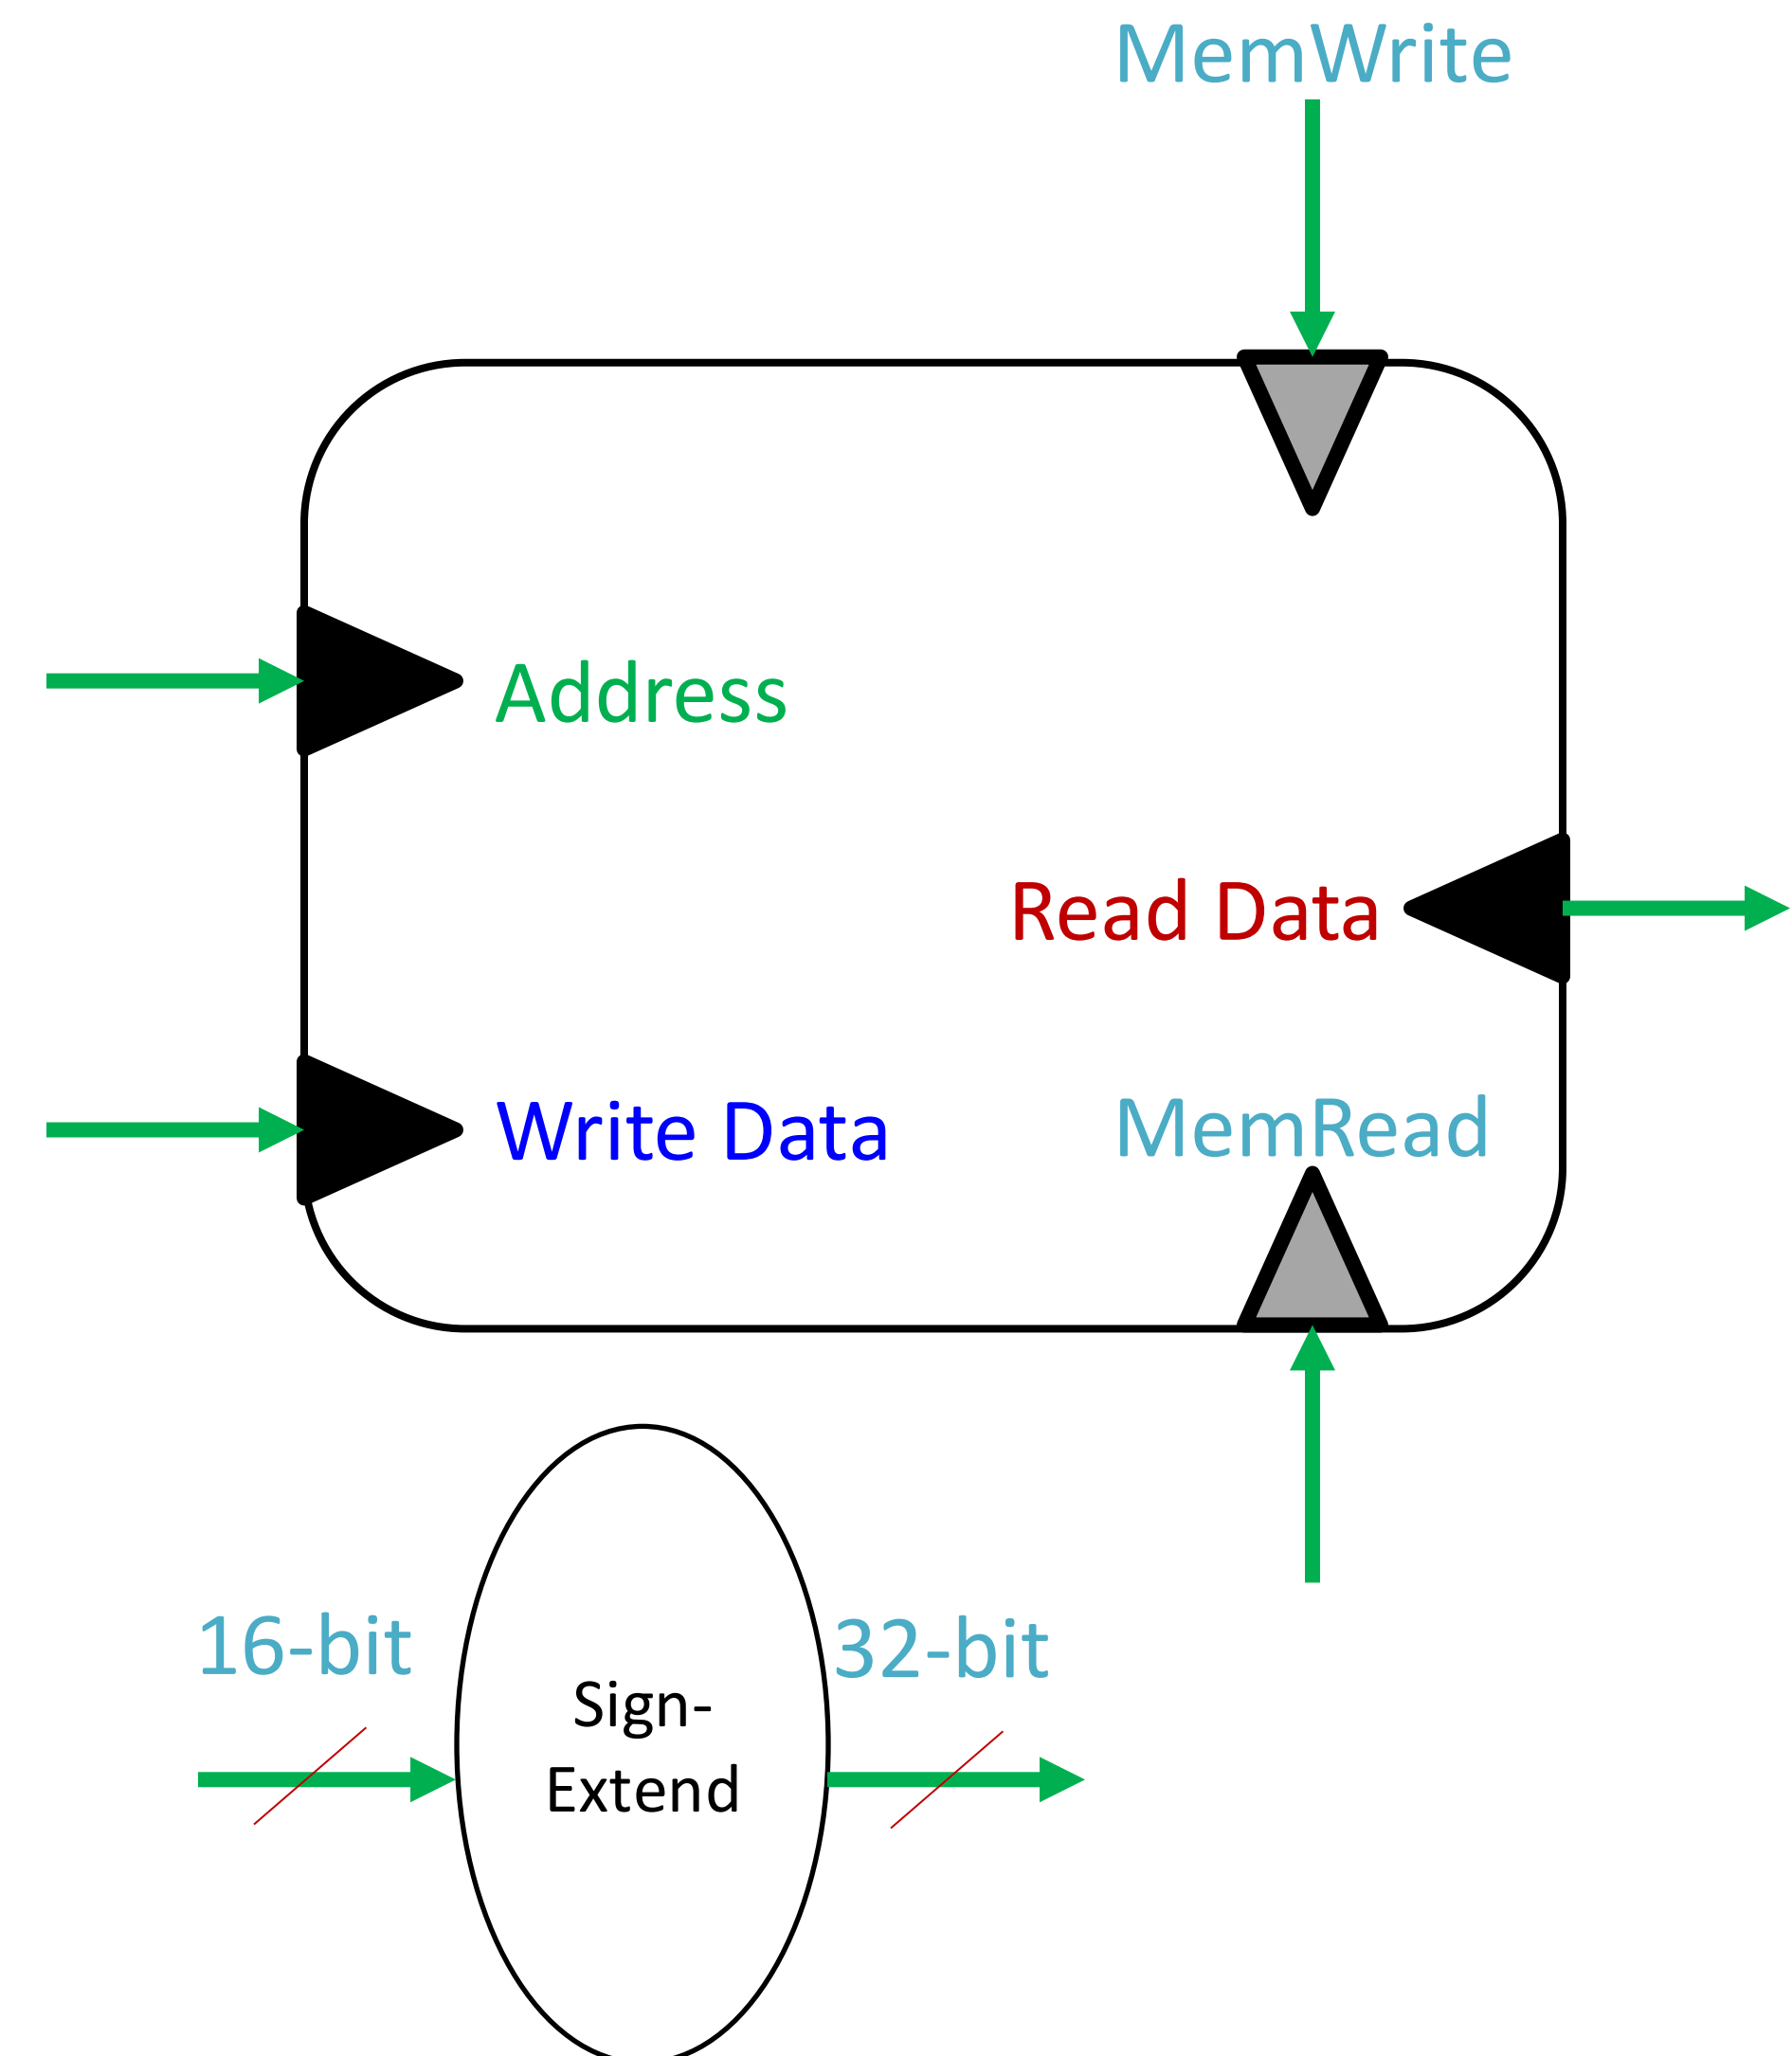 MemWrite
Address
Read Data
Write Data
MemRead
16-bit
32-bit
Sign-
Extend